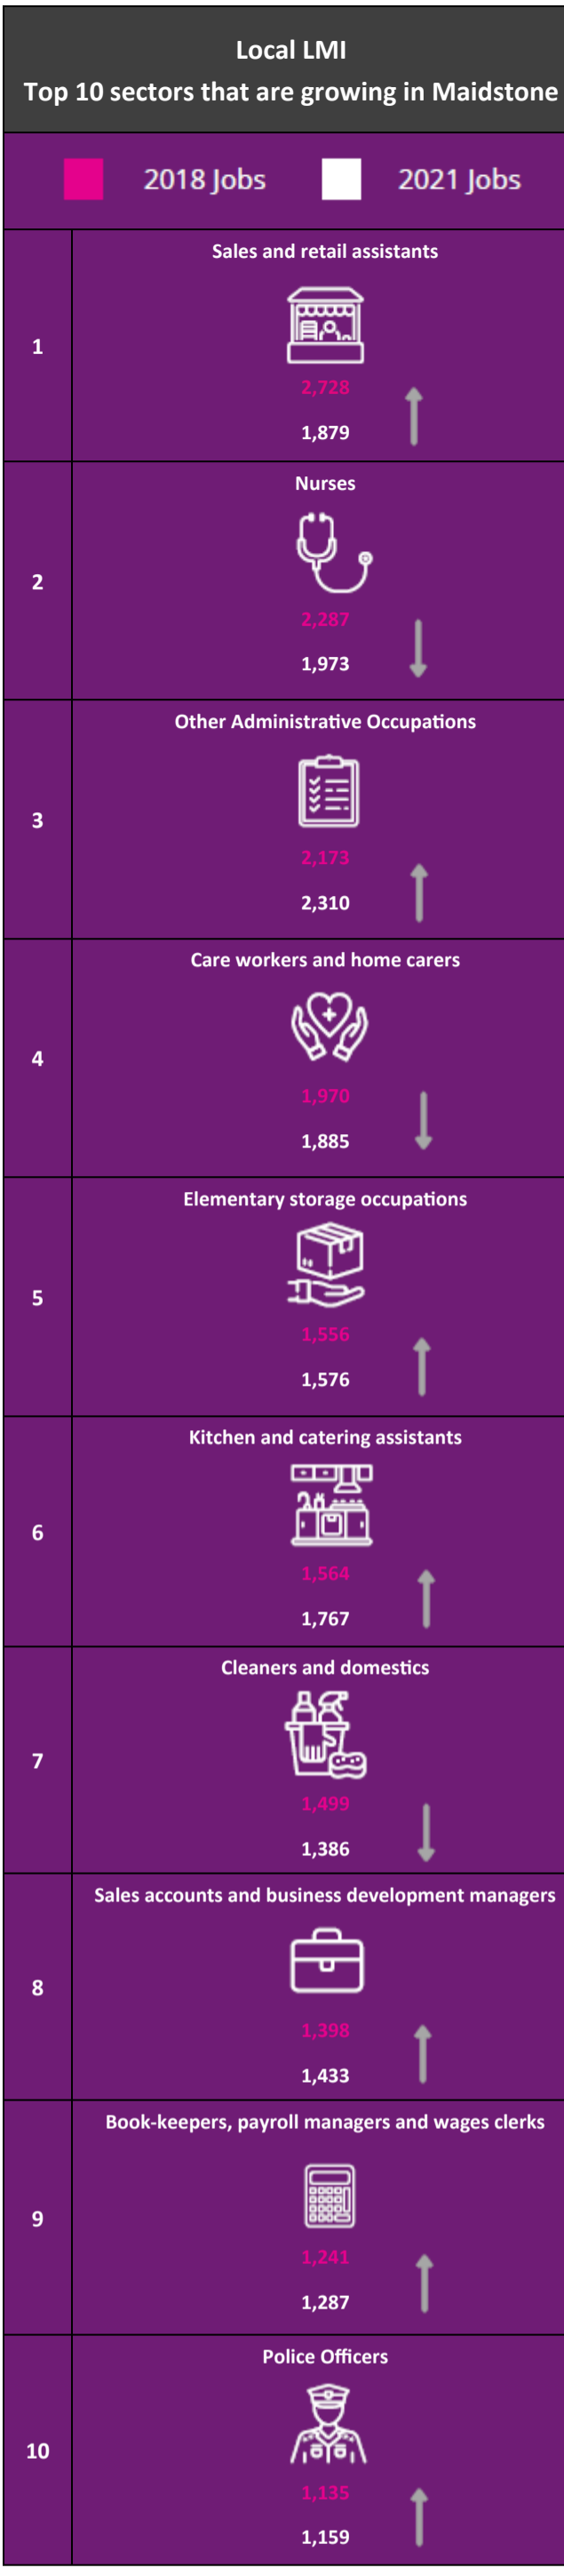 Local LMI
Top 10 sectors that are growing in Maidstone
2018 Jobs 2021 Jobs
1
Sales and retail assistants
2,728
1,879
2
Nurses
2,287
1,973
3
Other Administrative Occupations
2,173
2,310
4
Care workers and home carers
1,970
1,885
5
Elementary storage occupations
1,556
1,576
6
Kitchen and catering assistants
1,564
1,767
7
Cleaners and domestics
1,499
1,386
8
Sales accounts and business development managers
1,398
1,433
9
Book-keepers, payroll managers and wages clerks
1,241
1,287
10
Police Officers
1,135
1,159